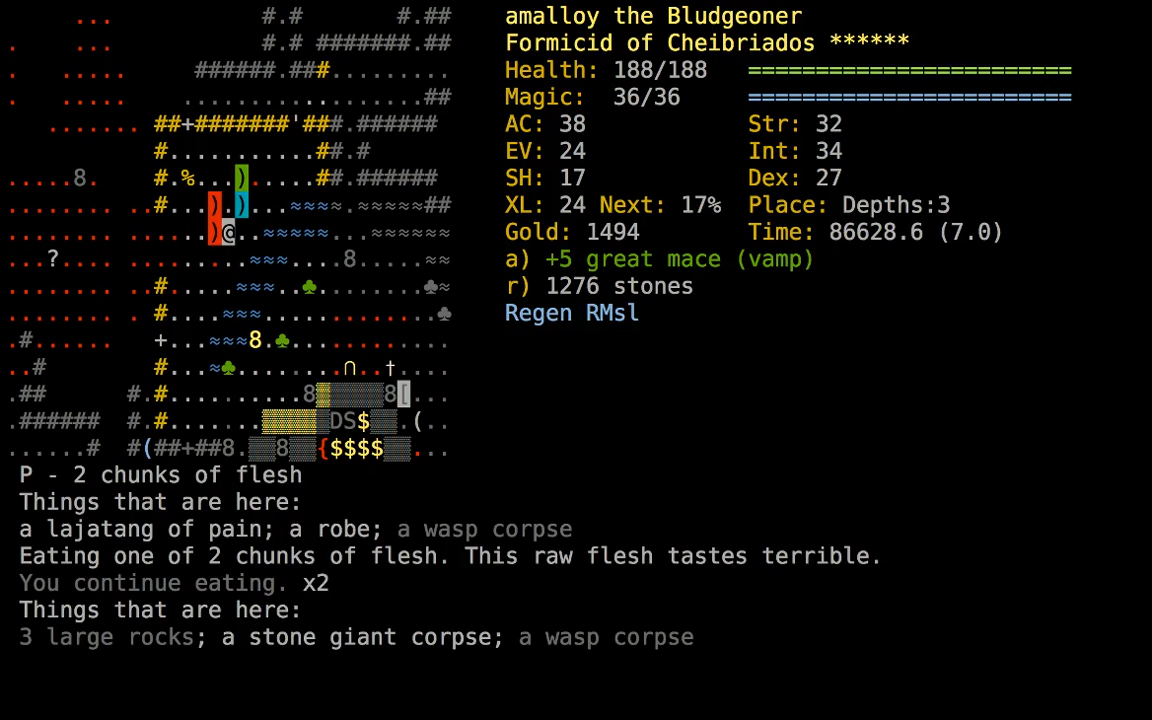 amalloy the Bludgeoner
Formicid of Cheibriados ******
Health: 188/188 ========================
Magic: 36/36 ========================
AC: 38 Str: 32
EV: 24 Int: 34
SH: 17 Dex: 27
XL: 24 Next: 17% Place: Depths:3
Gold: 1494 Time: 86628.6 (7.0)
a) +5 great mace (vamp)
r) 1276 stones
Regen RMsl
P - 2 chunks of flesh
Things that are here:
a lajatang of pain; a robe; a wasp corpse
Eating one of 2 chunks of flesh. This raw flesh tastes terrible.
You continue eating. x2
Things that are here:
3 large rocks; a stone giant corpse; a wasp corpse